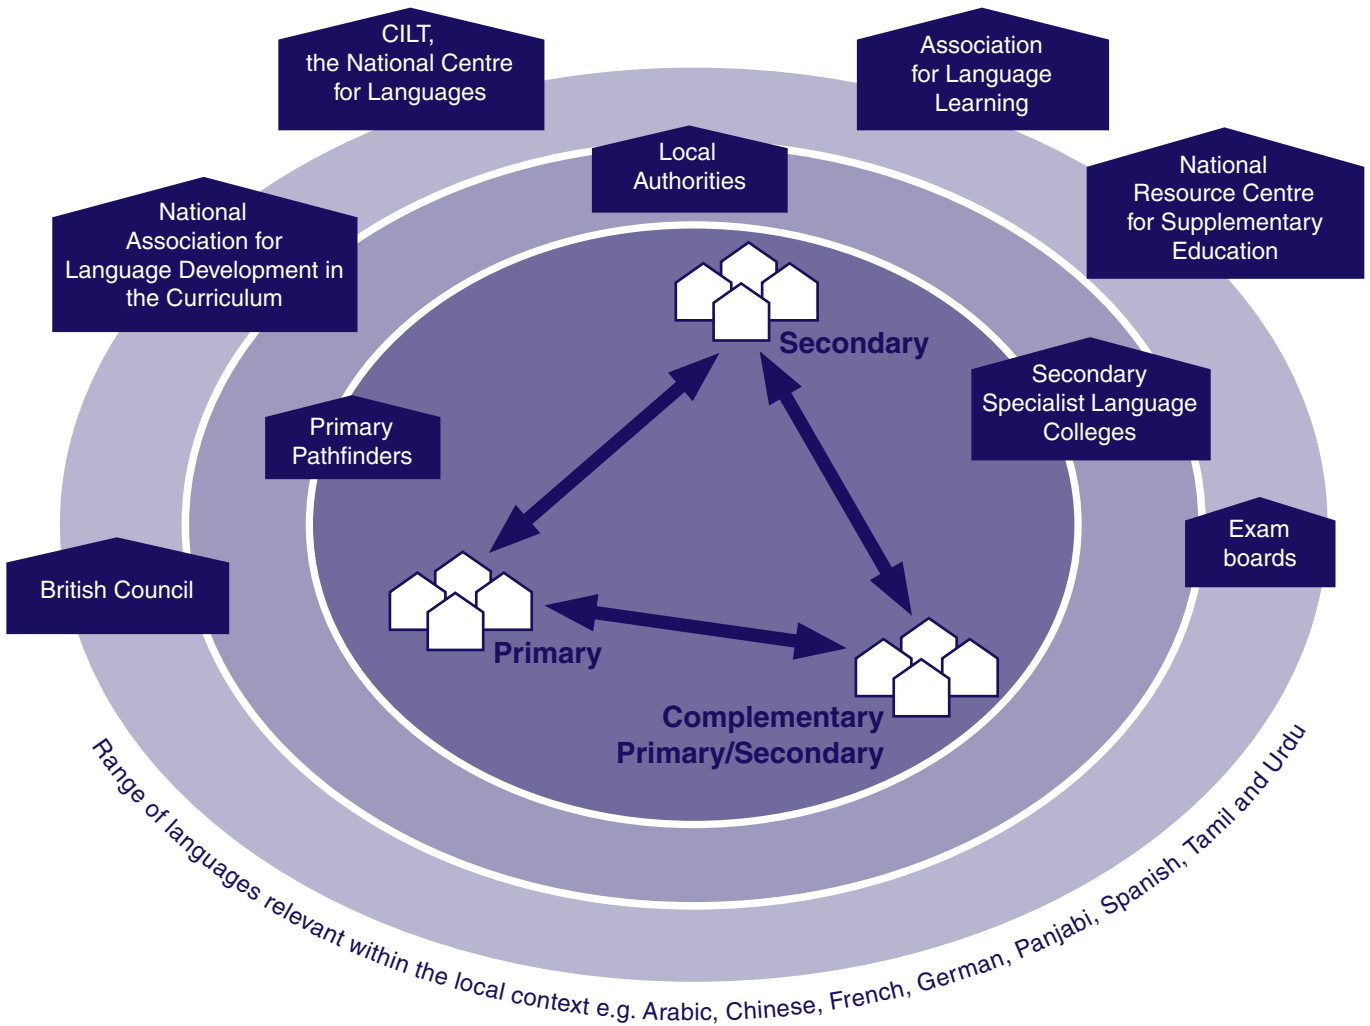 CILT,
the National Centre
for Languages
Association
for Language
Learning
Local
Authorities
National
Resource Centre
for Supplementary
Education
National
Association for
Language Development in
the Curriculum
Secondary
Secondary
Specialist Language
Colleges
Primary
Pathfinders
Exam
boards
British Council
Primary
Complementary
Primary/Secondary
Range of languages relevant within the local context e.g. Arabic, Chinese, French, German, Panjabi, Spanish, Tamil and Urdu